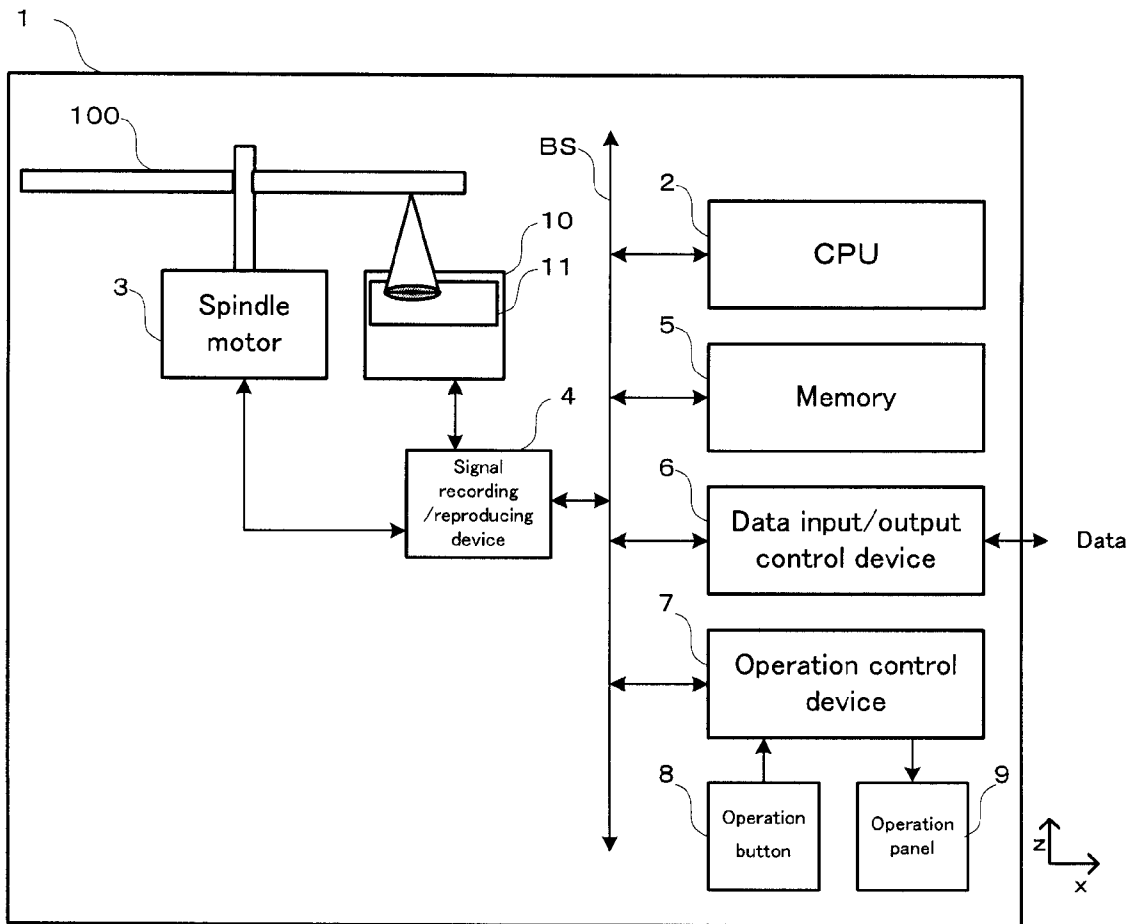 1
100
BS
2
CPU
10
11
3
Spindle
motor
5
Memory
4
Signal
recording
/reproducing
device
6
Data input/output
control device
Data
7
Operation control
device
8
Operation
button
9
Operation
panel
Z
X